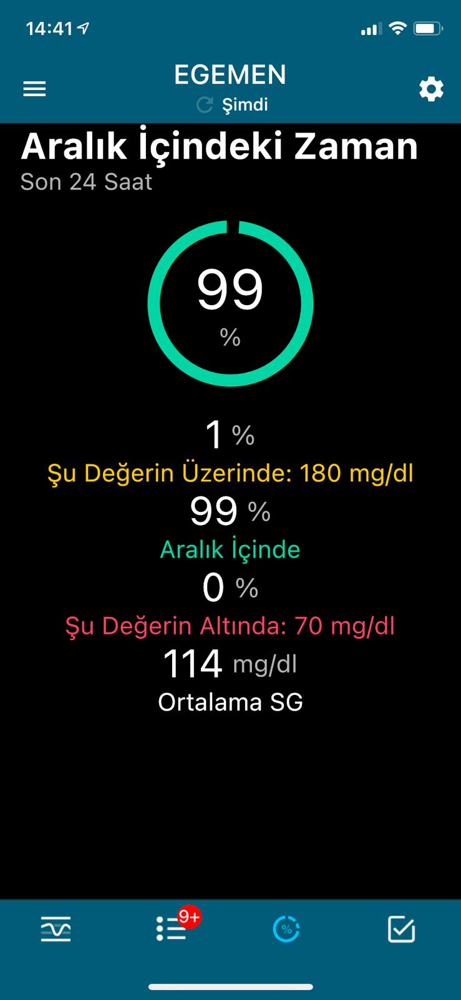 14:41
EGEMEN
Şimdi
Aralık İçindeki Zaman
Son 24 Saat
99
%
1 %
Şu Değerin Üzerinde: 180 mg/dl
99 %
Aralık İçinde
0 %
Şu Değerin Altında: 70 mg/dl
114 mg/dl
Ortalama SG
9+
%